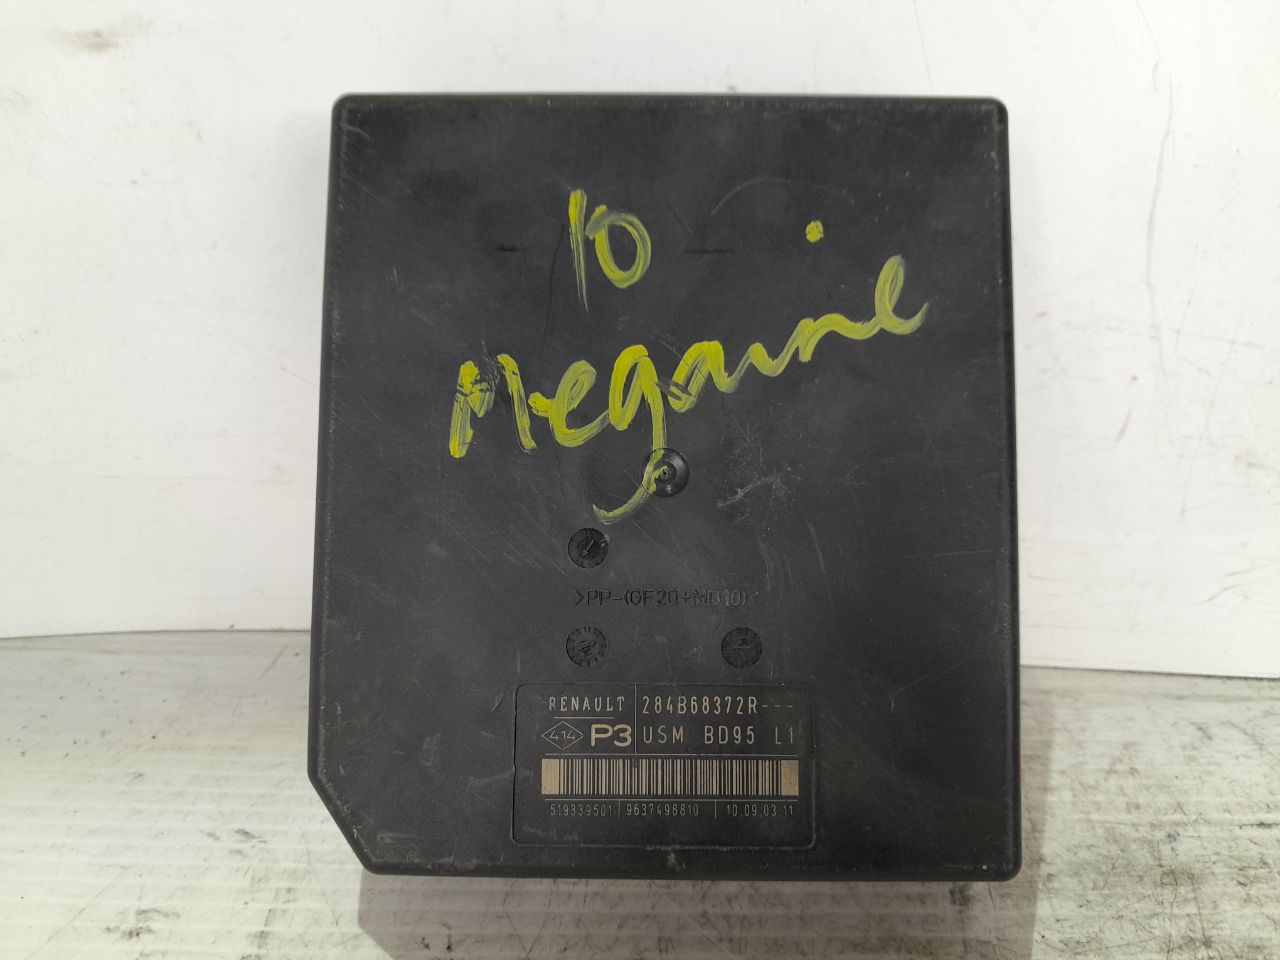 10
Megane
>PP-(GF20+MD10)<
RENAULT 284B68372R---
414 P3 USM BD95 L1
519339501 9637498810 10.09.03.11